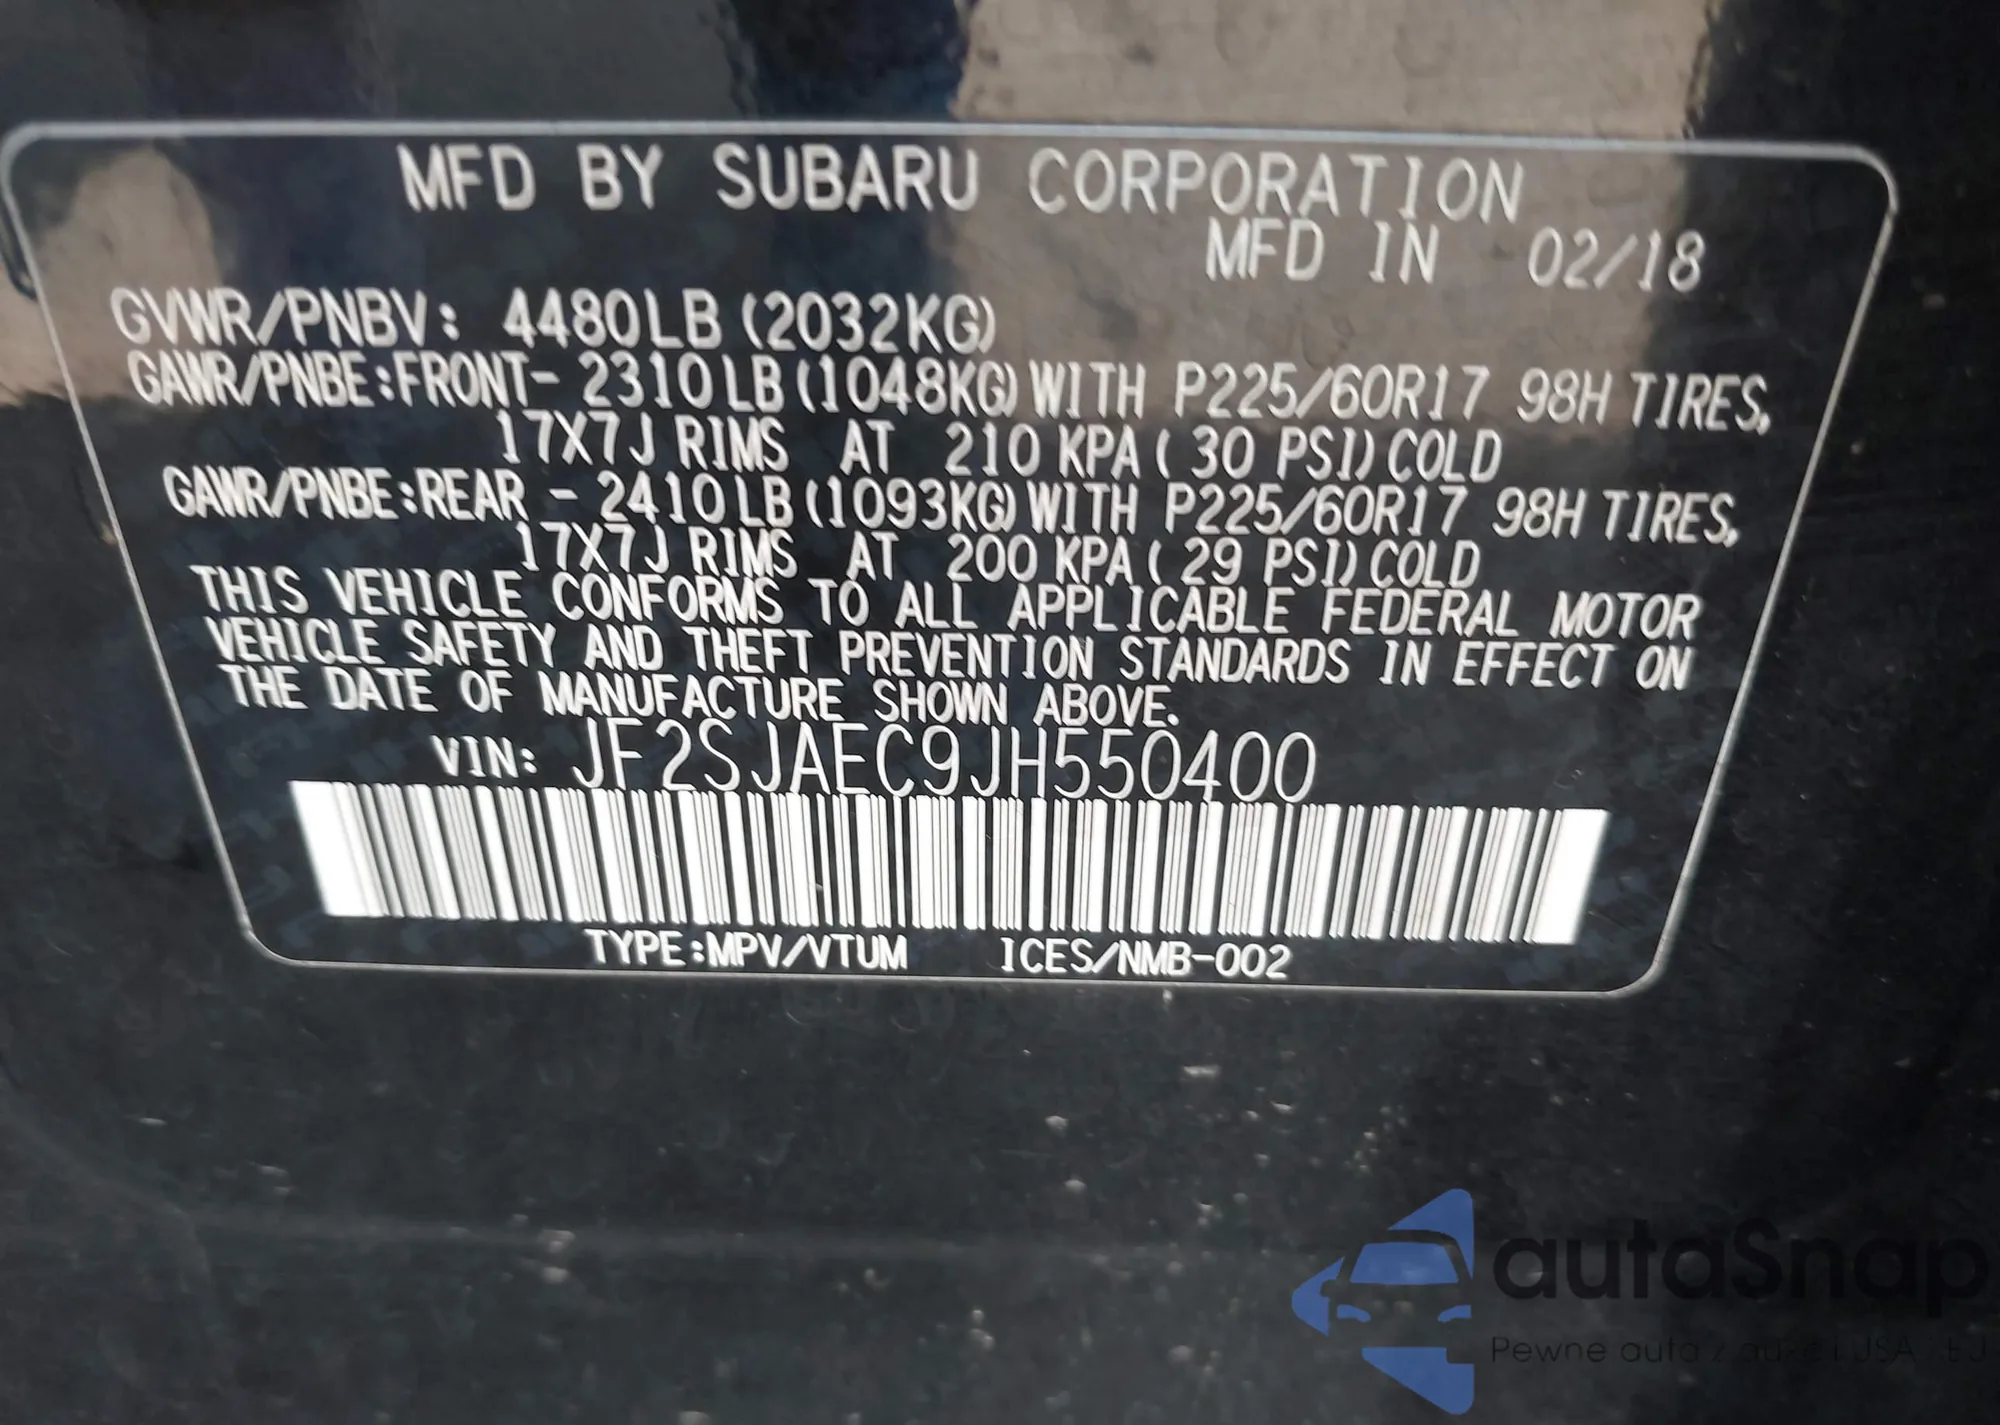 MFD BY SUBARU CORPORATION
MFD IN 02/18
GVWR/PNBV: 4480LB (2032KG)
GAWR/PNBE:FRONT- 2310LB(1048KG)WITH P225/60R17 98H TIRES,
17X7J RIMS AT 210 KPA( 30 PSI)COLD
GAWR/PNBE:REAR - 2410LB(1093KG)WITH P225/60R17 98H TIRES,
17X7J RIMS AT 200 KPA( 29 PSI)COLD
THIS VEHICLE CONFORMS TO ALL APPLICABLE FEDERAL MOTOR
VEHICLE SAFETY AND THEFT PREVENTION STANDARDS IN EFFECT ON
THE DATE OF MANUFACTURE SHOWN ABOVE.
VIN: JF2SJAEC9JH550400
TYPE:MPV/VTUM ICES/NMB-002
autoSnap
Pewne auta z aukcji USA